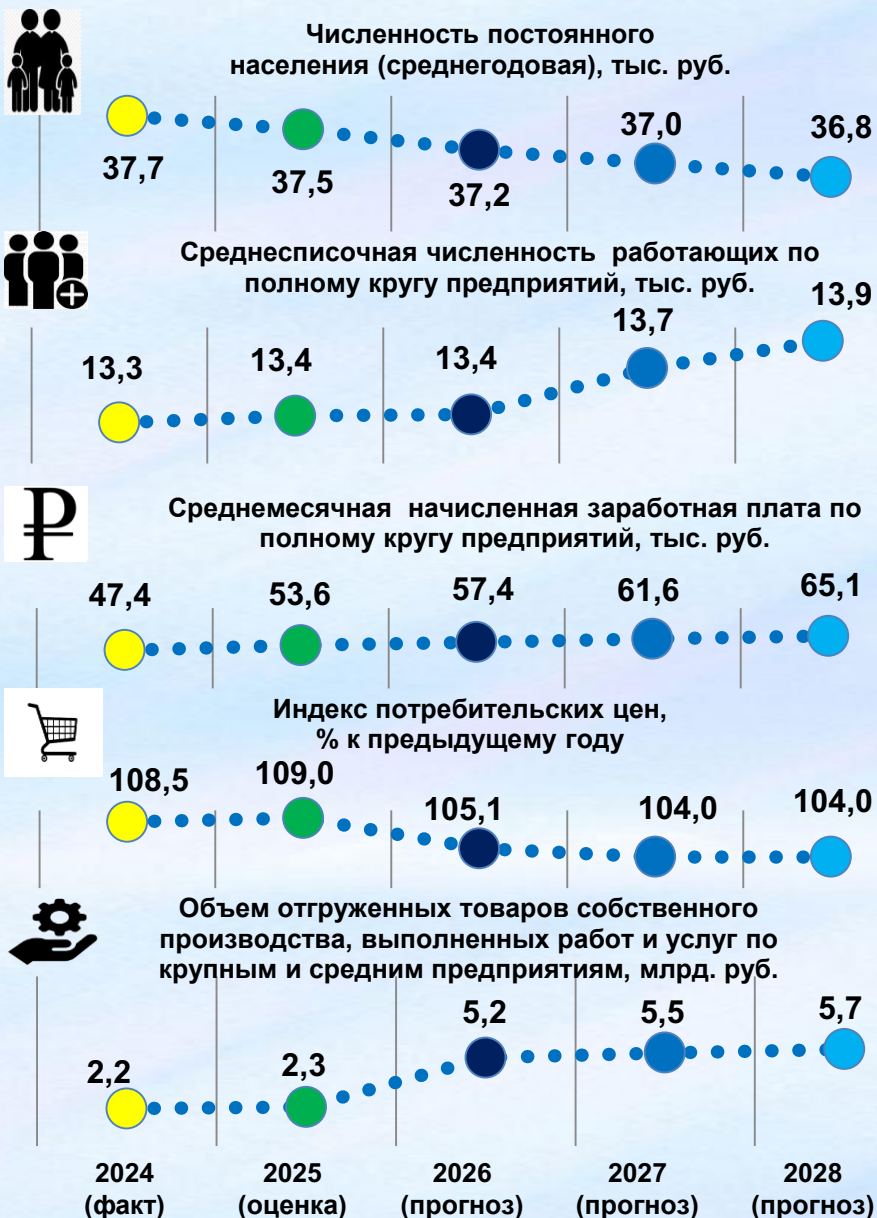 Численность постоянного
населения (среднегодовая), тыс. руб.
37,7
37,5
37,2
37,0
36,8
Среднесписочная численность работающих по
полному кругу предприятий, тыс. руб.
13,3
13,4
13,4
13,7
13,9
Среднемесячная начисленная заработная плата по
полному кругу предприятий, тыс. руб.
47,4
53,6
57,4
61,6
65,1
Индекс потребительских цен,
% к предыдущему году
108,5
109,0
105,1
104,0
104,0
Объем отгруженных товаров собственного
производства, выполненных работ и услуг по
крупным и средним предприятиям, млрд. руб.
2,2
2,3
5,2
5,5
5,7
2024
(факт)
2025
(оценка)
2026
(прогноз)
2027
(прогноз)
2028
(прогноз)